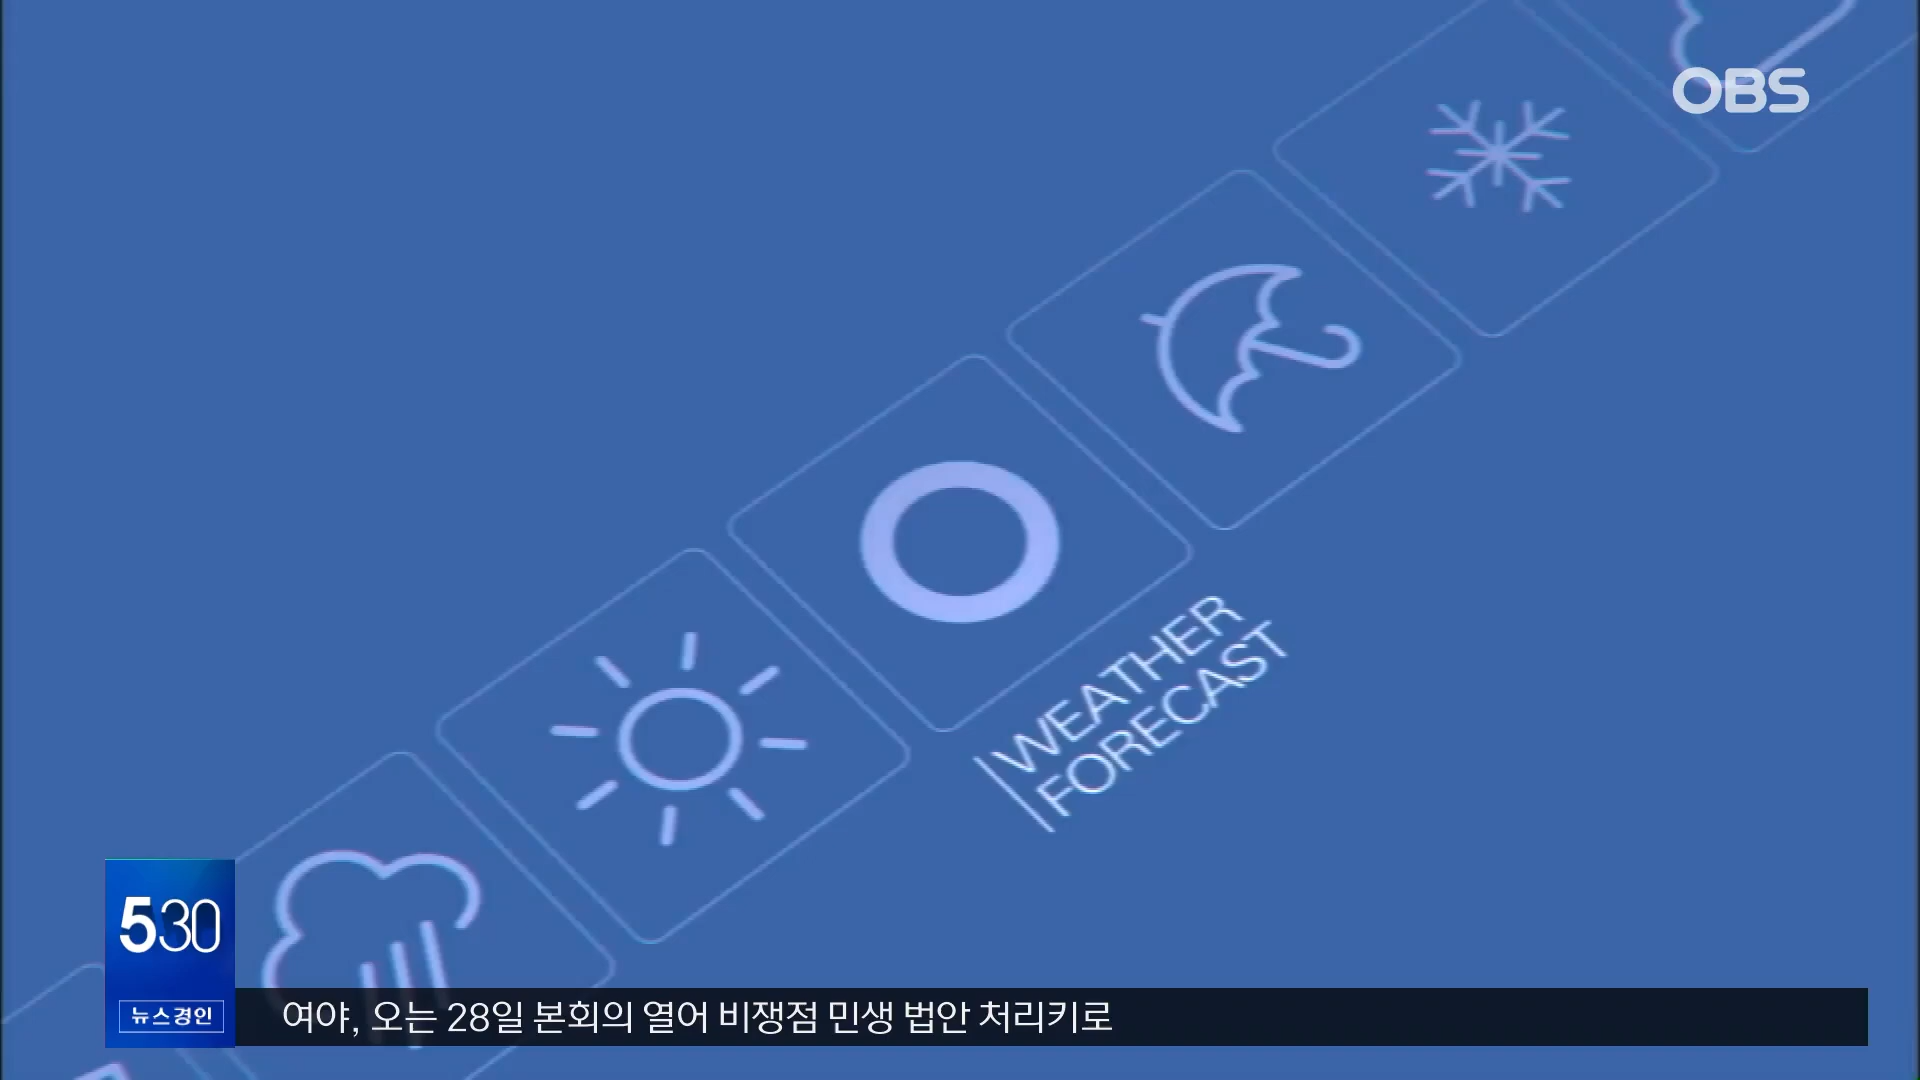 OBS
WEATHER
FORECAST
530
뉴스경인
여야, 오는 28일 본회의 열어 비쟁점 민생 법안 처리키로